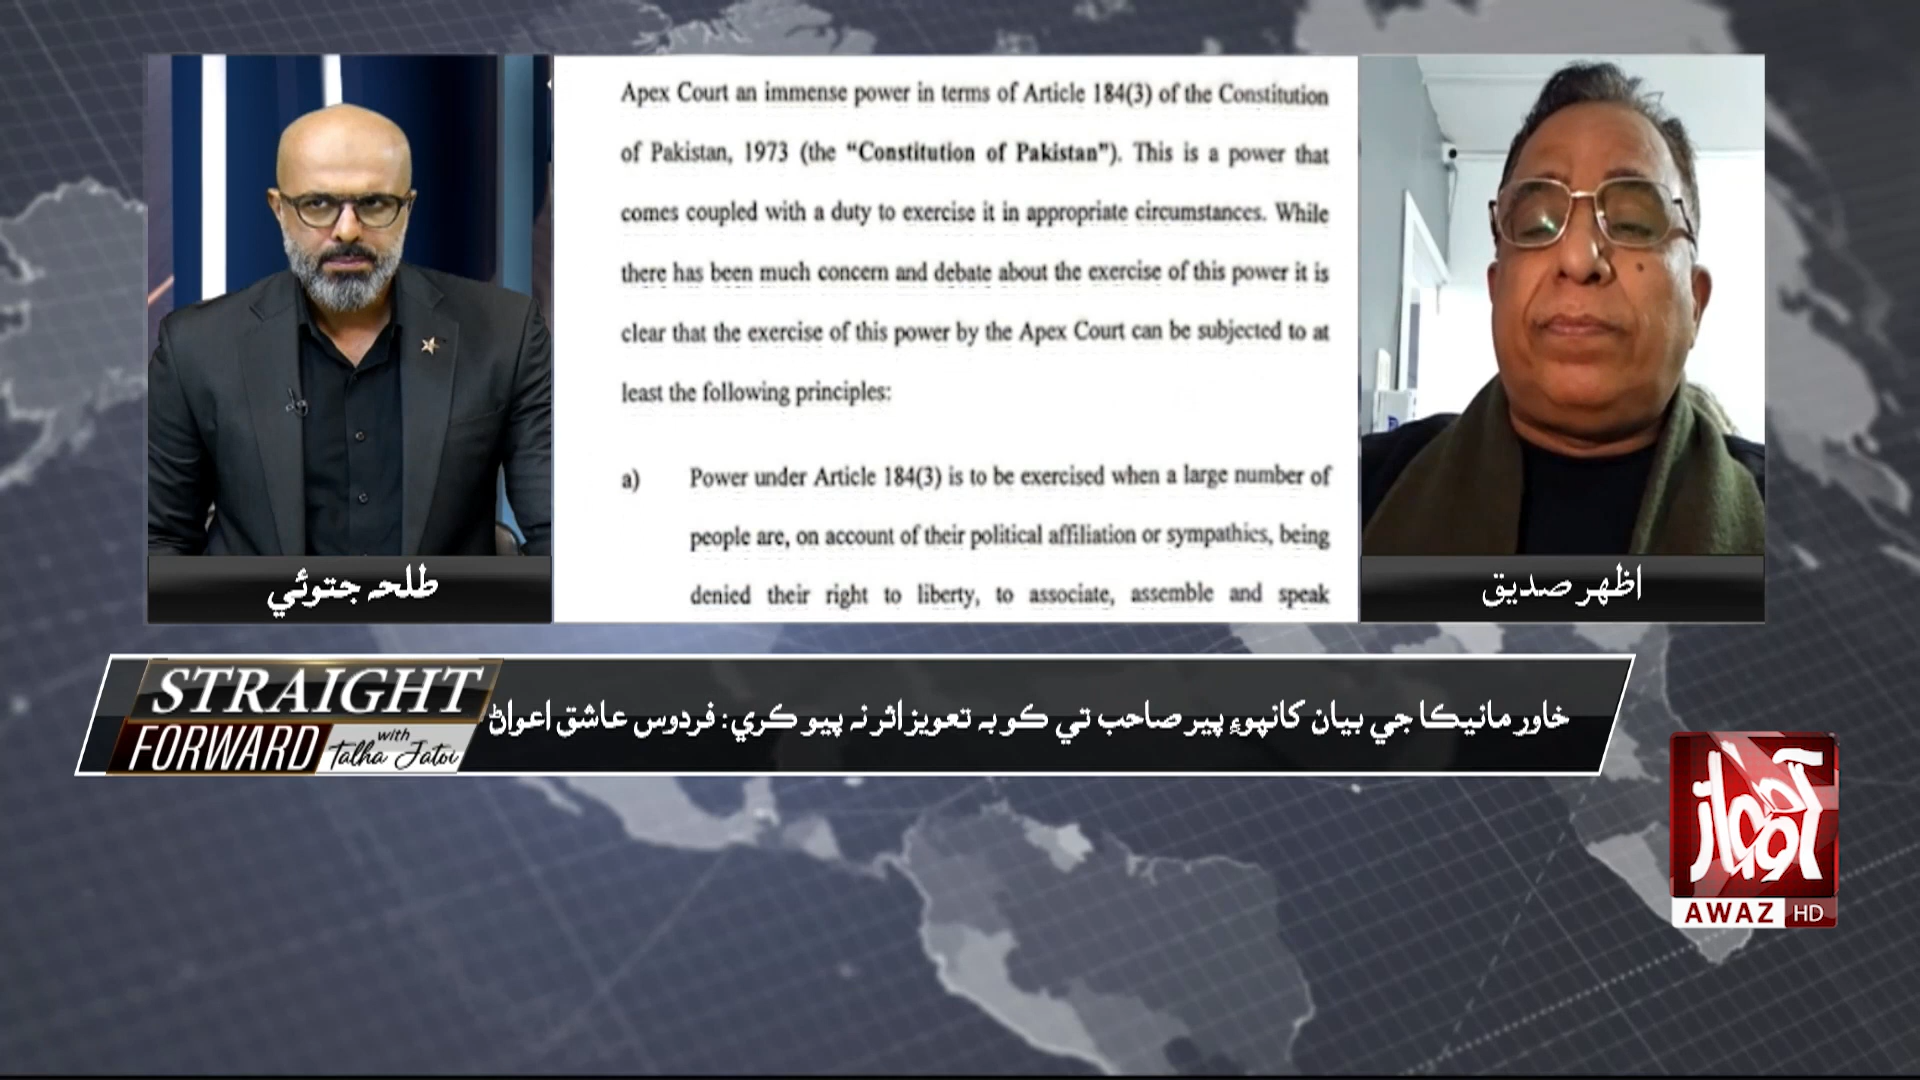 Apex Court an immense power in terms of Article 184(3) of the Constitution
of Pakistan, 1973 (the “Constitution of Pakistan”). This is a power that
comes coupled with a duty to exercise it in appropriate circumstances. While
there has been much concern and debate about the exercise of this power it is
clear that the exercise of this power by the Apex Court can be subjected to at
least the following principles:
a) Power under Article 184(3) is to be exercised when a large number of
people are, on account of their political affiliation or sympathies, being
denied their right to liberty, to associate, assemble and speak
طلحہ جتوئي
اظهر صديق
STRAIGHT
FORWARD with Talha Jatoi
خاور مانيڪا جي بيان کانپوءِ پير صاحب تي ڪو به تعويز اثر نه پيو ڪري: فردوس عاشق اعواڻ
آواز
AWAZ HD